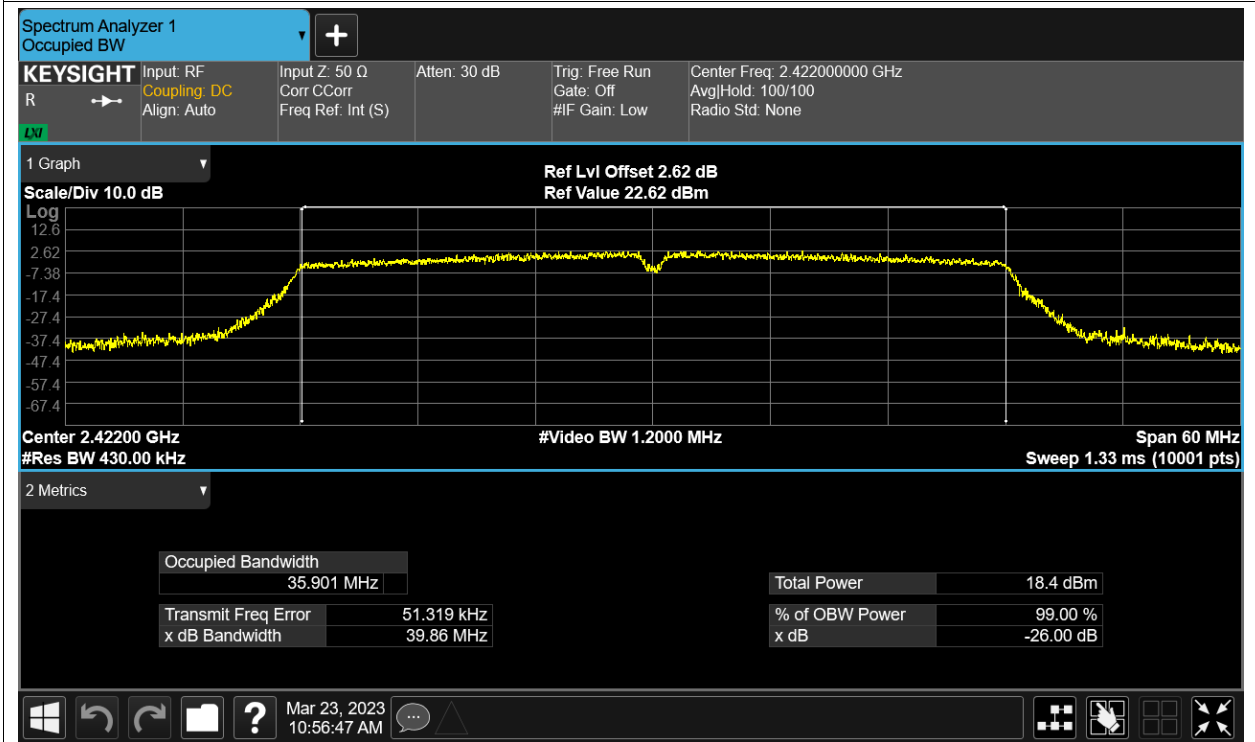 Spectrum Analyzer 1
Occupied BW
KEYSIGHT
R
LXI
Input: RF
Coupling: DC
Align: Auto
Input Z: 50 Ω
Corr CCorr
Freq Ref: Int (S)
Atten: 30 dB
Trig: Free Run
Gate: Off
#IF Gain: Low
Center Freq: 2.422000000 GHz
Avg|Hold: 100/100
Radio Std: None
1 Graph
Scale/Div 10.0 dB
Ref Lvl Offset 2.62 dB
Ref Value 22.62 dBm
Log
12.6
2.62
-7.38
-17.4
-27.4
-37.4
-47.4
-57.4
-67.4
Center 2.42200 GHz
#Video BW 1.2000 MHz
Span 60 MHz
#Res BW 430.00 kHz
Sweep 1.33 ms (10001 pts)
2 Metrics
Occupied Bandwidth
35.901 MHz
Total Power 18.4 dBm
Transmit Freq Error 51.319 kHz
% of OBW Power 99.00 %
x dB Bandwidth 39.86 MHz
x dB -26.00 dB
?
Mar 23, 2023
10:56:47 AM